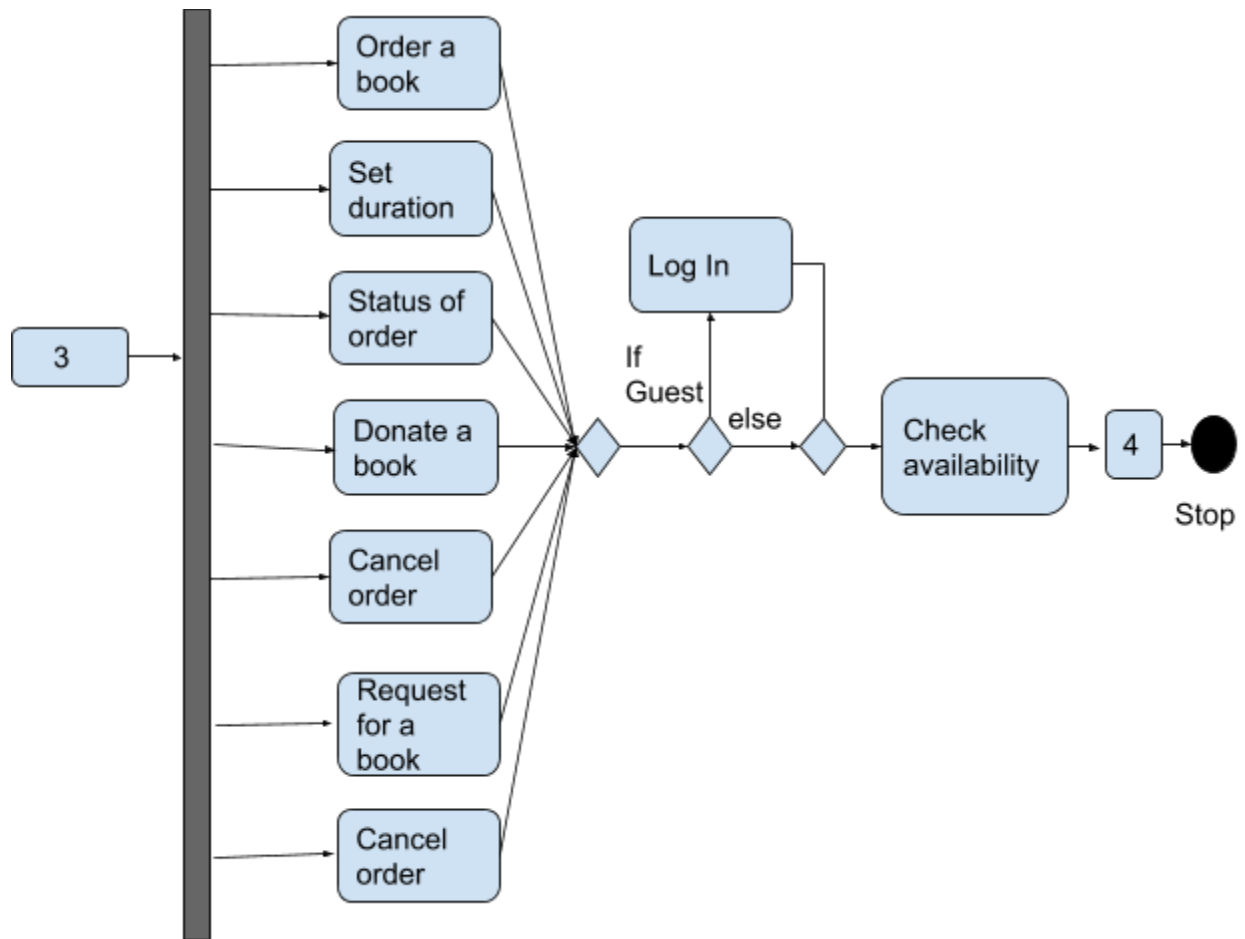 Order a
book
Set
duration
Status of
order
3
Donate a
book
Cancel
order
Request
for a
book
Cancel
order
Log In
If
Guest
else
Check
availability
4
Stop